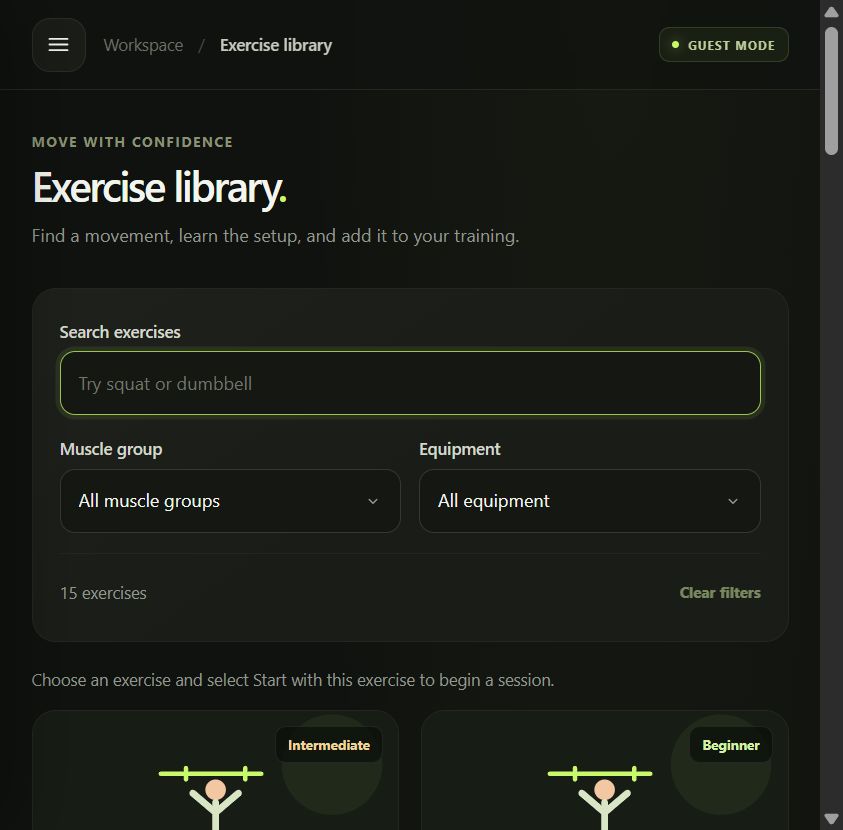 Workspace / Exercise library
GUEST MODE
MOVE WITH CONFIDENCE
Exercise library.
Find a movement, learn the setup, and add it to your training.
Search exercises
Try squat or dumbbell
Muscle group
Equipment
All muscle groups
All equipment
15 exercises
Clear filters
Choose an exercise and select Start with this exercise to begin a session.
Intermediate
Beginner